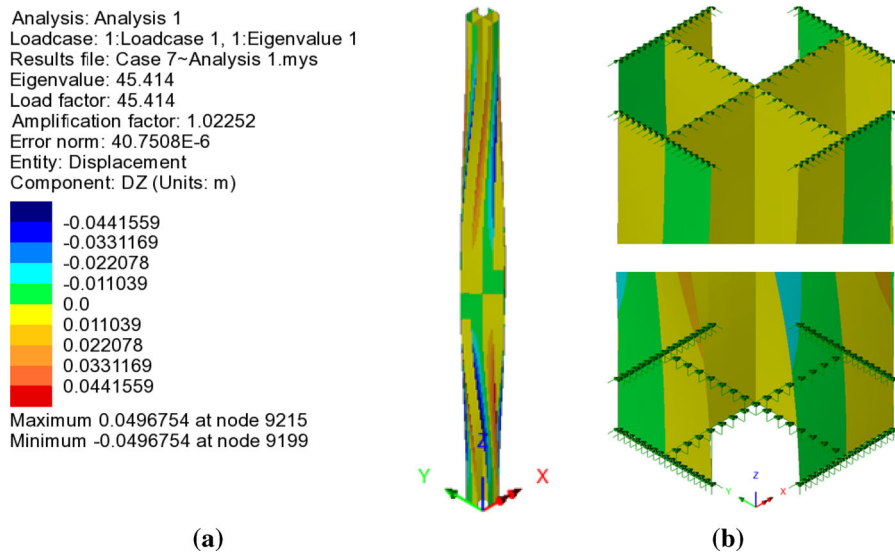 Analysis: Analysis 1
Loadcase: 1:Loadcase 1, 1:Eigenvalue 1
Results file: Case 7~Analysis 1.mys
Eigenvalue: 45.414
Load factor: 45.414
Amplification factor: 1.02252
Error norm: 40.7508E-6
Entity: Displacement
Component: DZ (Units: m)
-0.0441559
-0.0331169
-0.022078
-0.011039
0.0
0.011039
0.022078
0.0331169
0.0441559
Maximum 0.0496754 at node 9215
Minimum -0.0496754 at node 9199
Z
Y
X
Z
Y
X
(a)
(b)